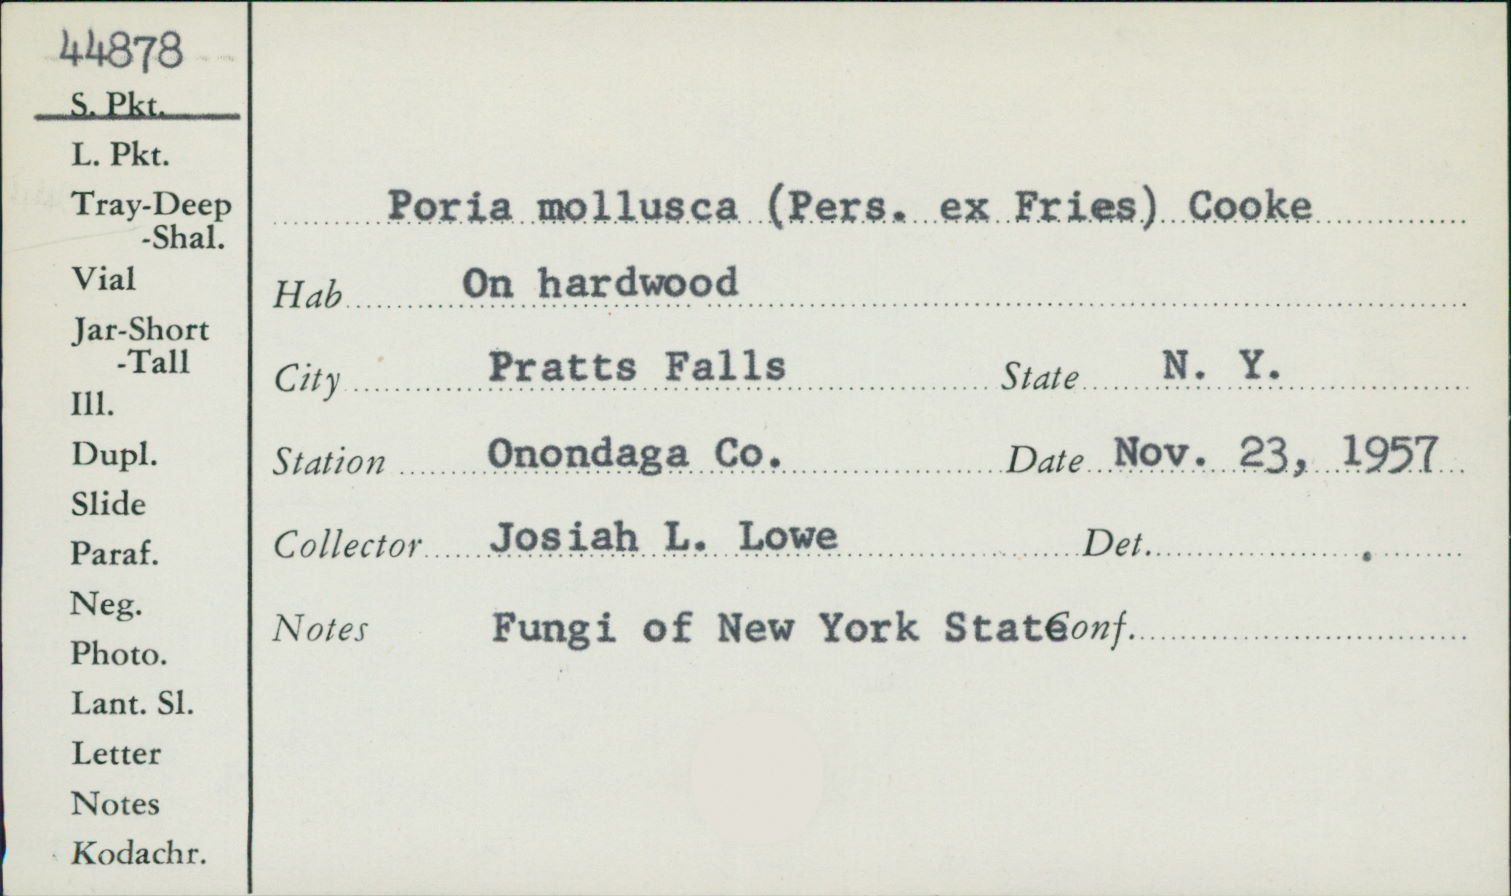 44878
S. Pkt.
L. Pkt.
Tray-Deep
-Shal.
Vial
Jar-Short
-Tall
Ill.
Dupl.
Slide
Paraf.
Neg.
Photo.
Lant. Sl.
Letter
Notes
Kodachr.
Poria mollusca (Pers. ex Fries) Cooke
Hab On hardwood
City Pratts Falls State N. Y.
Station Onondaga Co. Date Nov. 23, 1957
Collector Josiah L. Lowe Det.
Notes Fungi of New York State Conf.